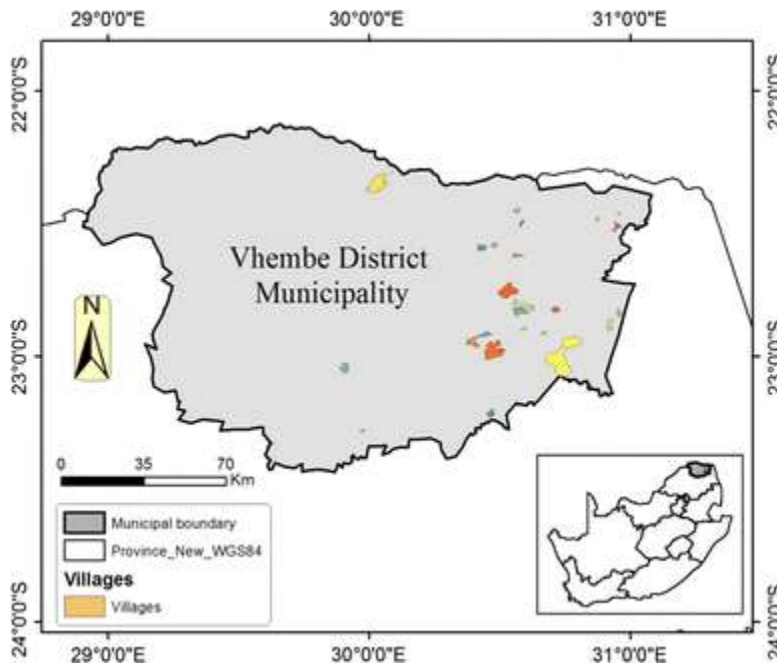 29°0'0"E
30°0'0"E
31°0'0"E
22°0'0"S
22°0'0"S
Vhembe District
Municipality
N
23°0'0"S
23°0'0"S
0 35 70
Km
Municipal boundary
Province_New_WGS84
Villages
Villages
24°0'0"S
24°0'0"S
29°0'0"E
30°0'0"E
31°0'0"E